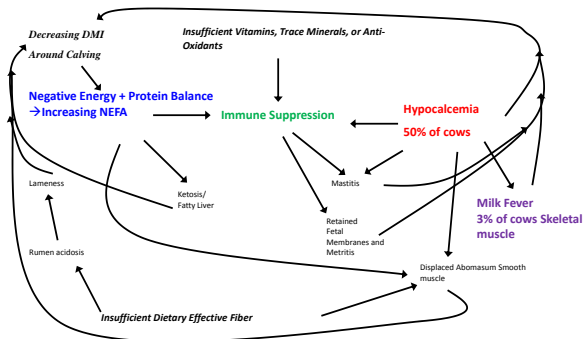 Decreasing DMI
Around Calving
Insufficient Vitamins, Trace Minerals, or Anti-
Oxidants
Negative Energy + Protein Balance
→Increasing NEFA
Immune Suppression
Hypocalcemia
50% of cows
Lameness
Ketosis/
Fatty Liver
Mastitis
Milk Fever
3% of cows Skeletal
muscle
Retained
Fetal
Membranes and
Metritis
Rumen acidosis
Displaced Abomasum Smooth
muscle
Insufficient Dietary Effective Fiber